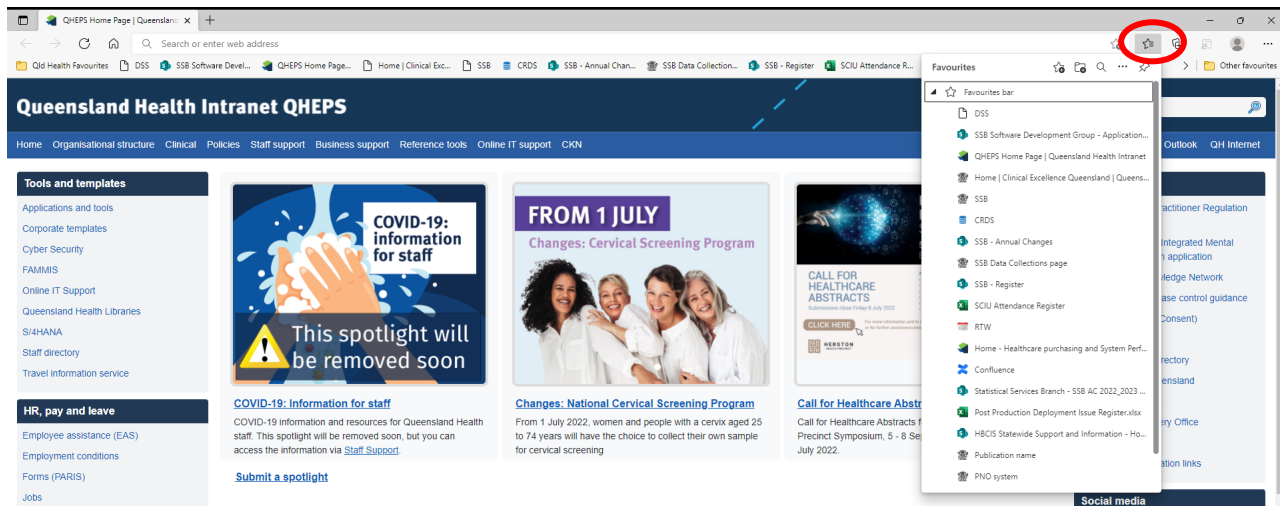 QHEPS Home Page | Queensland
Search or enter web address
Qld Health Favourites DSS SSB Software Devel... QHEPS Home Page... Home | Clinical Exc... SSB CRDS SSB - Annual Chan... SSB Data Collection... SSB - Register SCIU Attendance R... Other favourites
Queensland Health Intranet QHEPS
Home Organisational structure Clinical Policies Staff support Business support Reference tools Online IT support CKN Outlook QH Internet
Tools and templates
Applications and tools
Corporate templates
Cyber Security
FAMMIS
Online IT Support
Queensland Health Libraries
S/4HANA
Staff directory
Travel information service
HR, pay and leave
Employee assistance (EAS)
Employment conditions
Forms (PARIS)
Jobs
COVID-19:
information
for staff
This spotlight will
be removed soon
COVID-19: Information for staff
COVID-19 information and resources for Queensland Health
staff. This spotlight will be removed soon, but you can
access the information via Staff Support.
Submit a spotlight
FROM 1 JULY
Changes: Cervical Screening Program
Changes: National Cervical Screening Program
From 1 July 2022, women and people with a cervix aged 25
to 74 years will have the choice to collect their own sample
for cervical screening
CALL FOR
HEALTHCARE
ABSTRACTS
Submissions close Friday 8 July 2022
CLICK HERE
HERSTON
HEALTH PRECINCT
Call for Healthcare Abstr
Call for Healthcare Abstracts f
Precinct Symposium, 5 - 8 Se
July 2022.
Favourites
Favourites bar
DSS
SSB Software Development Group - Application...
QHEPS Home Page | Queensland Health Intranet
Home | Clinical Excellence Queensland | Queens...
SSB
CRDS
SSB - Annual Changes
SSB Data Collections page
SSB - Register
SCIU Attendance Register
RTW
Home - Healthcare purchasing and System Perf...
Confluence
Statistical Services Branch - SSB AC 2022_2023 ...
Post Production Deployment Issue Register.xlsx
HBCIS Statewide Support and Information - Ho...
Publication name
PNO system
actitioner Regulation
Integrated Mental
application
ledge Network
ase control guidance
Consent)
rectory
ensland
ery Office
ation links
Social media